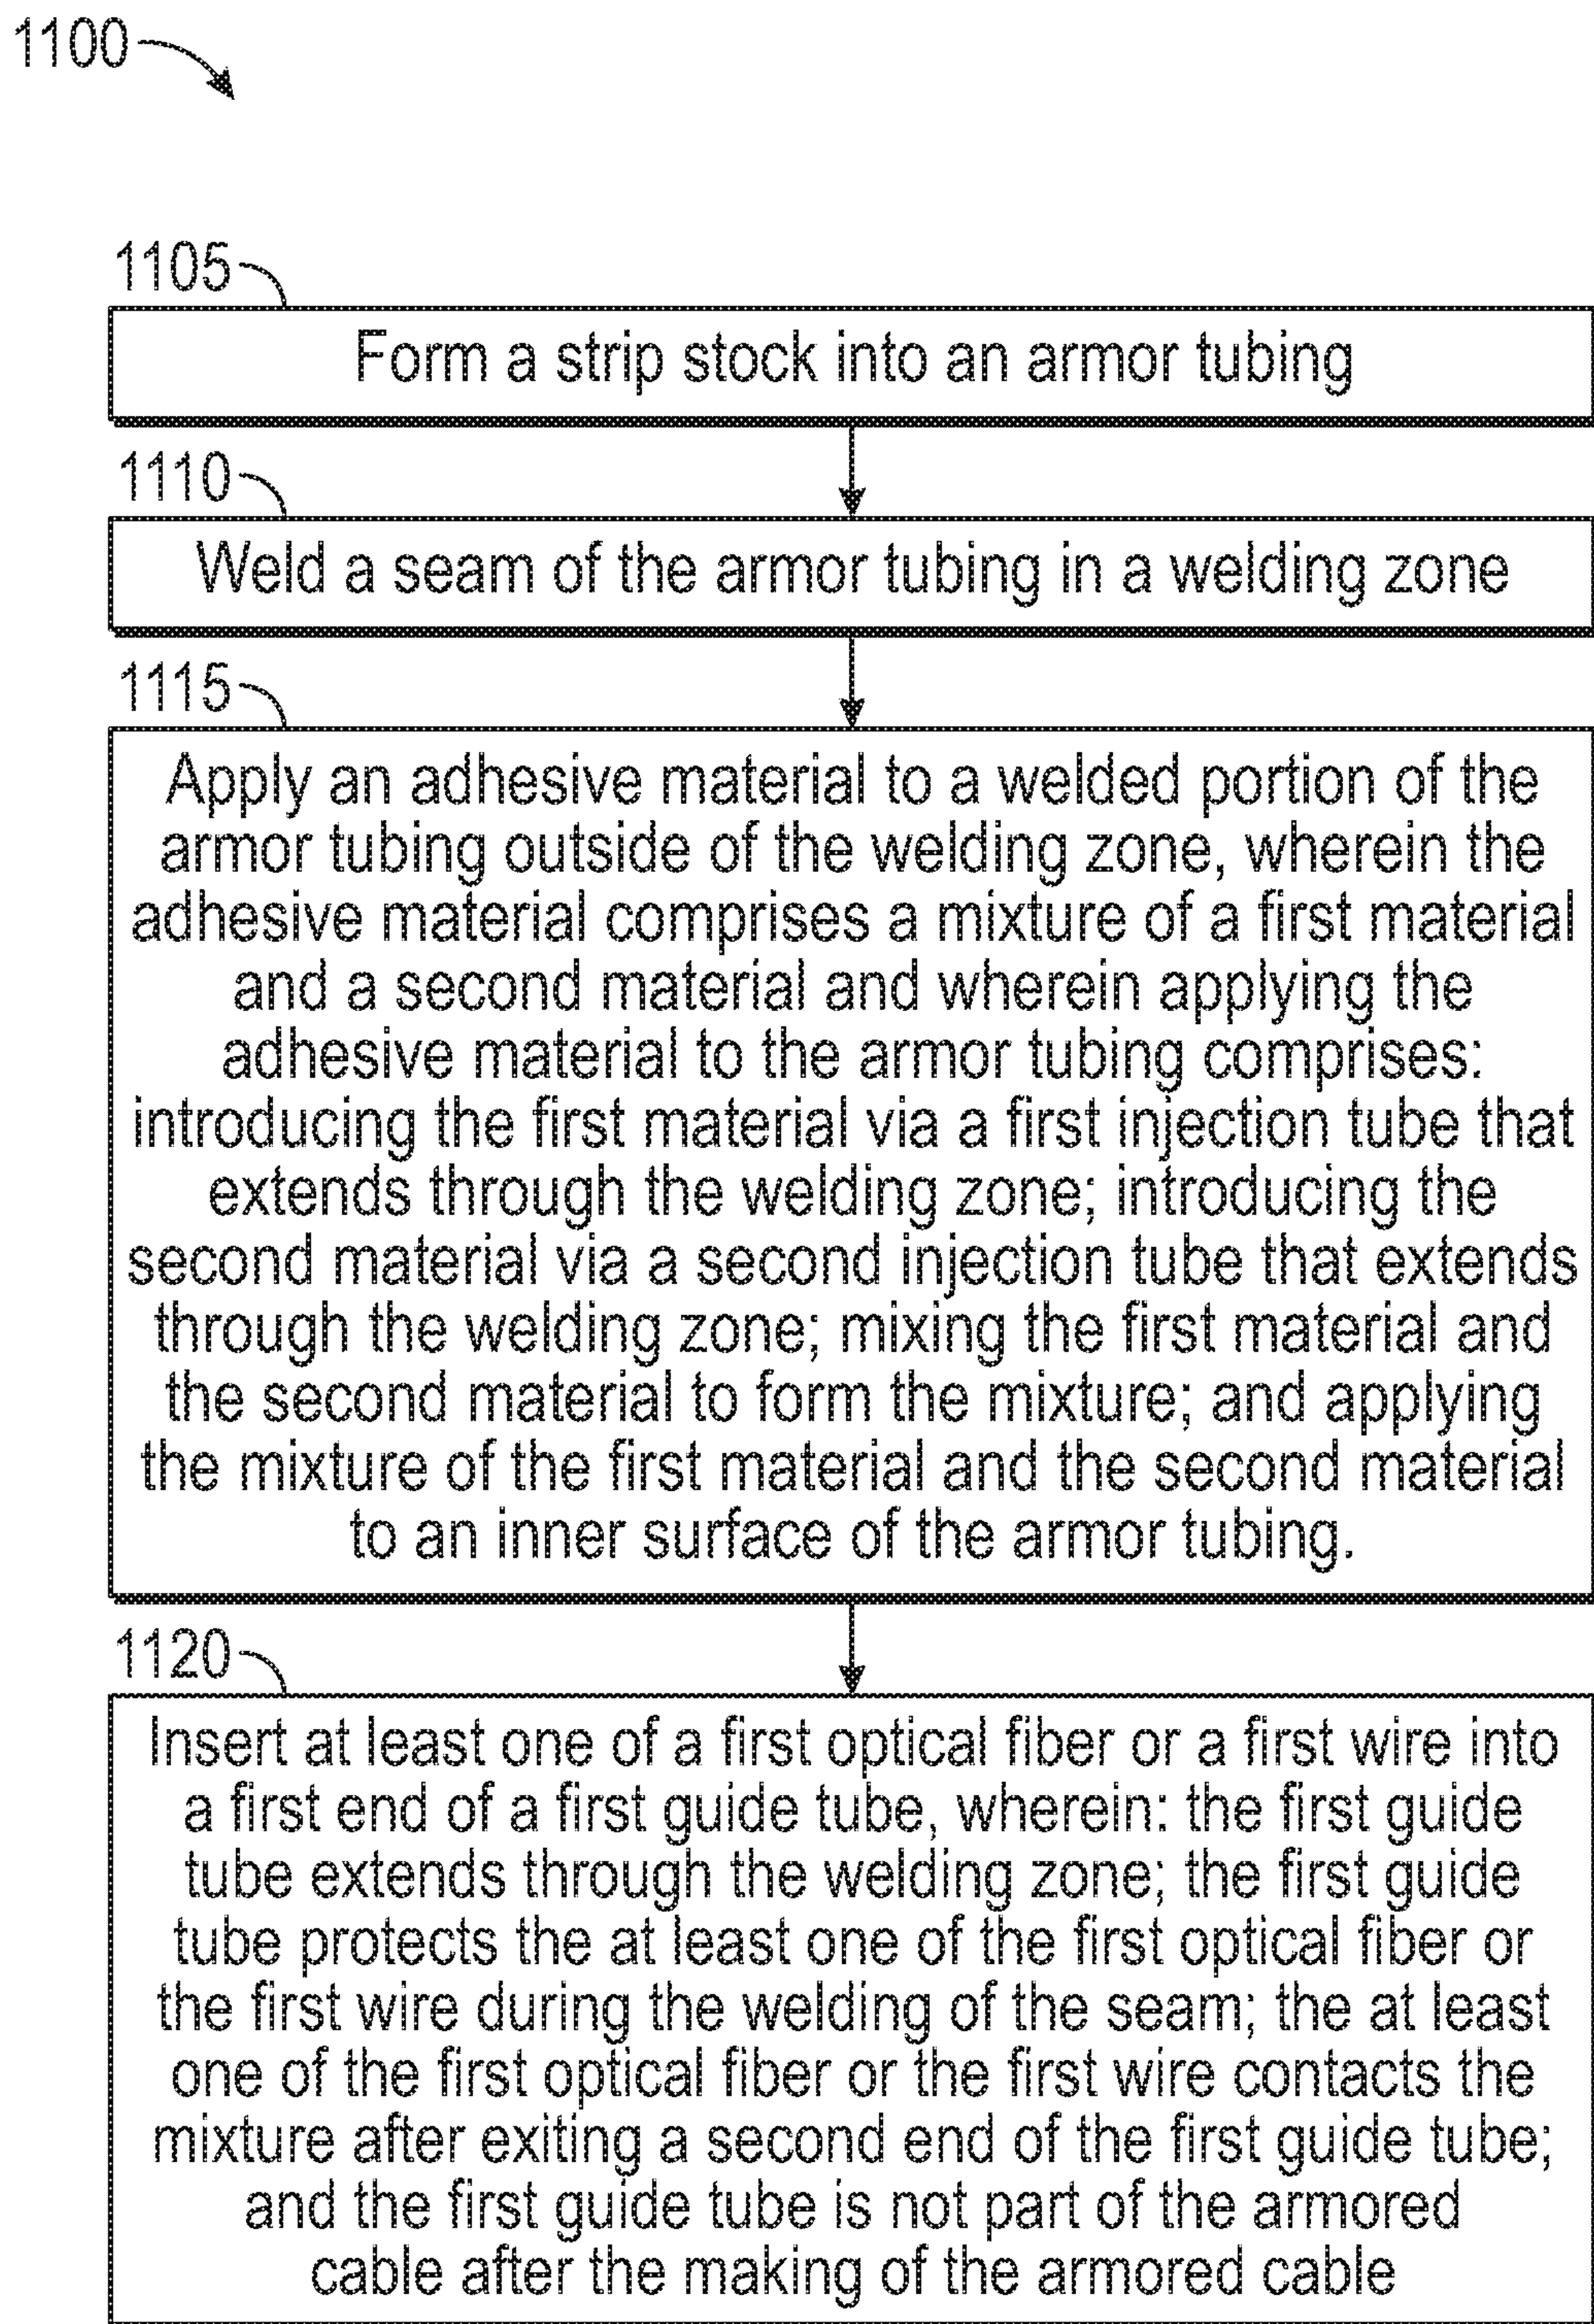 1100
1105
Form a strip stock into an armor tubing
1110
Weld a seam of the armor tubing in a welding zone
1115
Apply an adhesive material to a welded portion of the
armor tubing outside of the welding zone, wherein the
adhesive material comprises a mixture of a first material
and a second material and wherein applying the
adhesive material to the armor tubing comprises:
introducing the first material via a first injection tube that
extends through the welding zone; introducing the
second material via a second injection tube that extends
through the welding zone; mixing the first material and
the second material to form the mixture; and applying
the mixture of the first material and the second material
to an inner surface of the armor tubing.
1120
Insert at least one of a first optical fiber or a first wire into
a first end of a first guide tube, wherein: the first guide
tube extends through the welding zone; the first guide
tube protects the at least one of the first optical fiber or
the first wire during the welding of the seam; the at least
one of the first optical fiber or the first wire contacts the
mixture after exiting a second end of the first guide tube;
and the first guide tube is not part of the armored
cable after the making of the armored cable